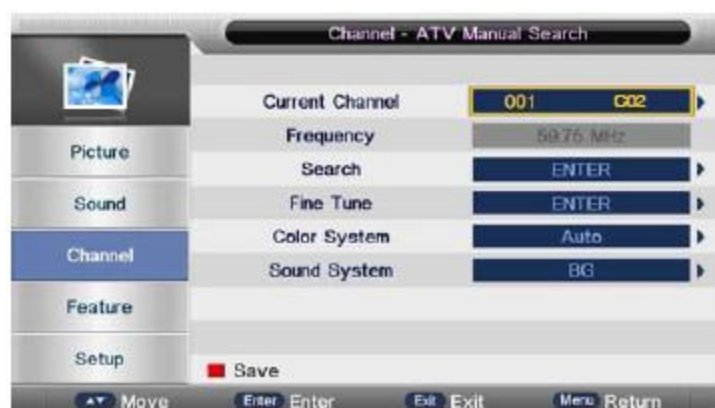 Channel - ATV Manual Search
Current Channel 001 C02
Frequency 59.75 MHz
Search ENTER
Fine Tune ENTER
Color System Auto
Sound System BG
Picture
Sound
Channel
Feature
Setup
Save
Move Enter Enter Exit Exit Menu Return